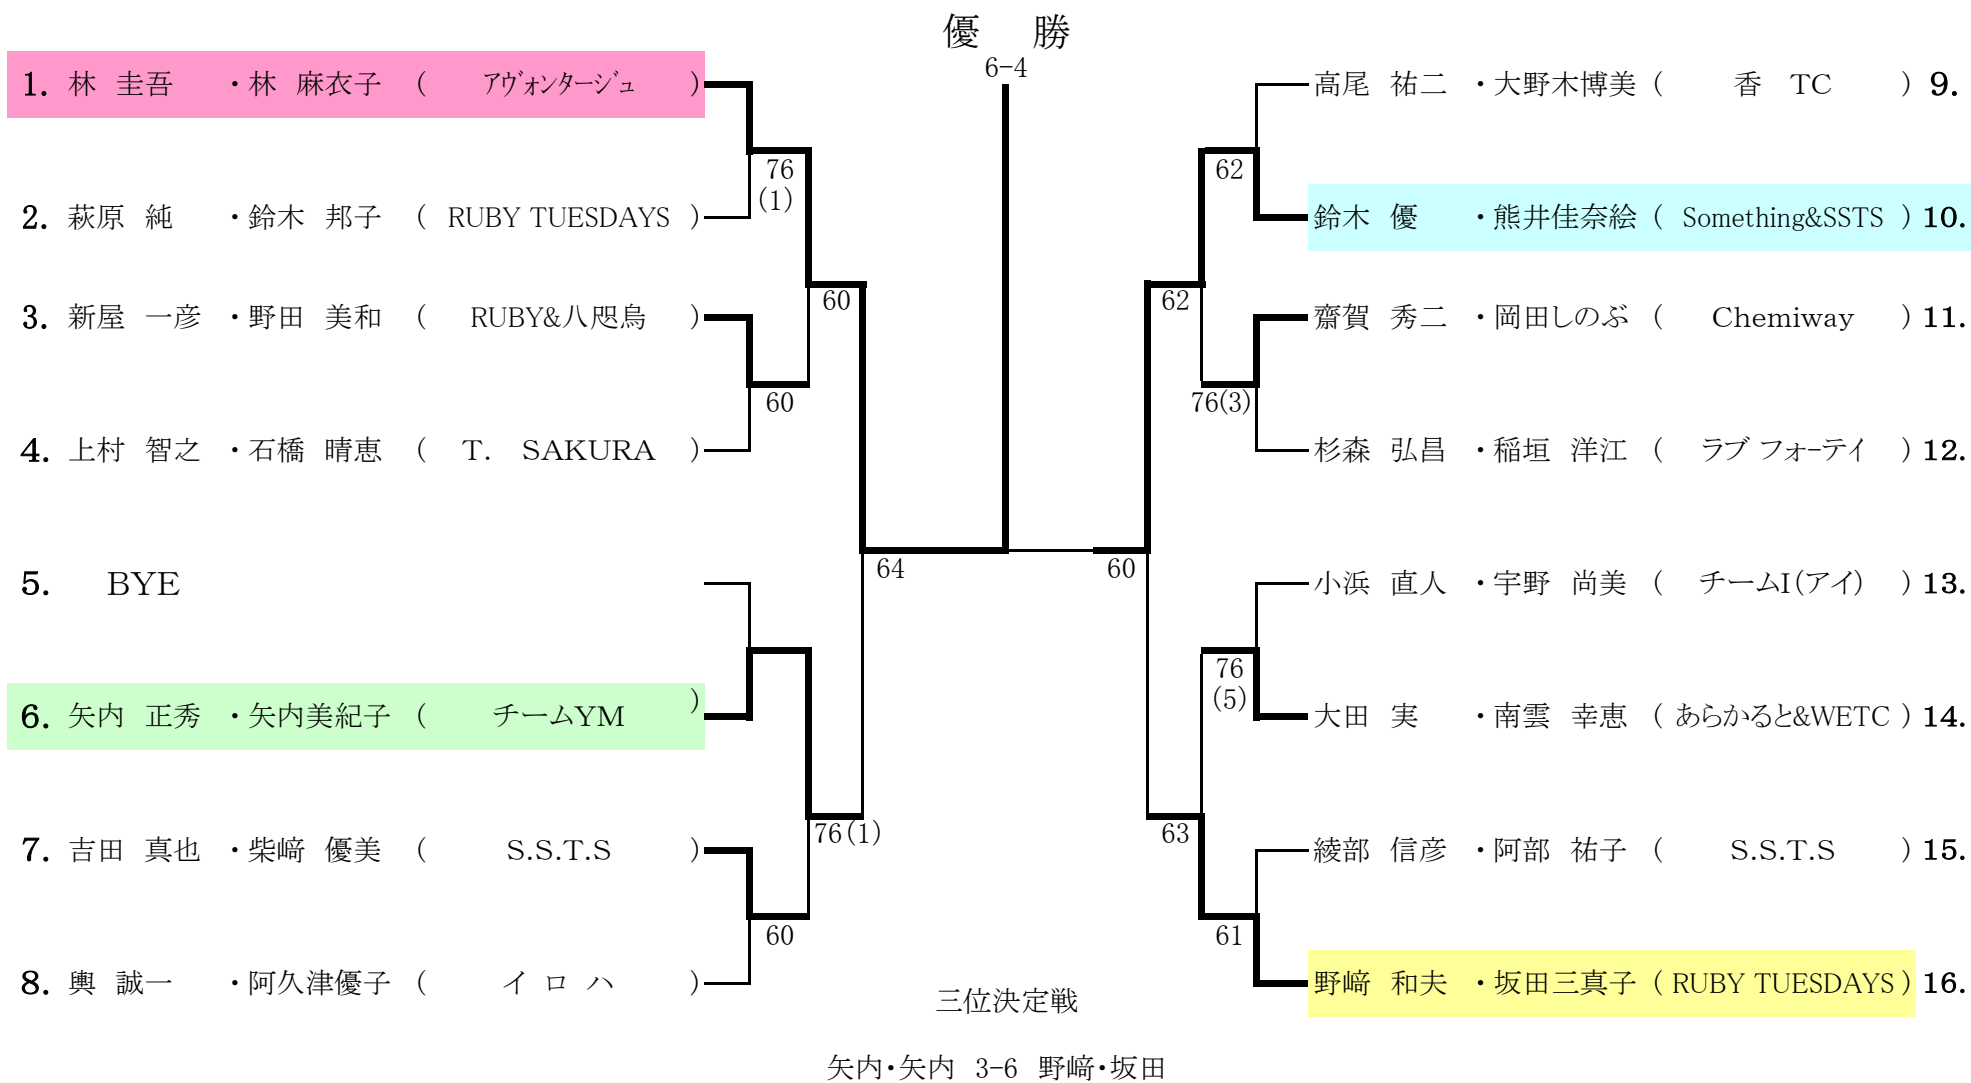 優 勝
6-4
1. 林 圭吾 ・林 麻衣子 ( アヴォンタージュ )
76
(1)
2. 萩原 純 ・鈴木 邦子 ( RUBY TUESDAYS )
60
3. 新屋 一彦 ・野田 美和 ( RUBY&八咫烏 )
60
4. 上村 智之 ・石橋 晴恵 ( T. SAKURA )
64
5. BYE
6. 矢内 正秀 ・矢内美紀子 ( チームYM )
76(1)
7. 吉田 真也 ・柴﨑 優美 ( S.S.T.S )
60
8. 輿 誠一 ・阿久津優子 ( イ ロ ハ )
高尾 祐二 ・大野木博美 ( 香 TC ) 9.
62
鈴木 優 ・熊井佳奈絵 ( Something&SSTS ) 10.
62
齋賀 秀二 ・岡田しのぶ ( Chemiway ) 11.
76(3)
杉森 弘昌 ・稲垣 洋江 ( ラブ フォーテイ ) 12.
60
小浜 直人 ・宇野 尚美 ( チームI(アイ) ) 13.
76
(5)
大田 実 ・南雲 幸恵 ( あらかると&WETC ) 14.
63
綾部 信彦 ・阿部 祐子 ( S.S.T.S ) 15.
61
野﨑 和夫 ・坂田三真子 ( RUBY TUESDAYS ) 16.
三位決定戦
矢内・矢内 3-6 野﨑・坂田